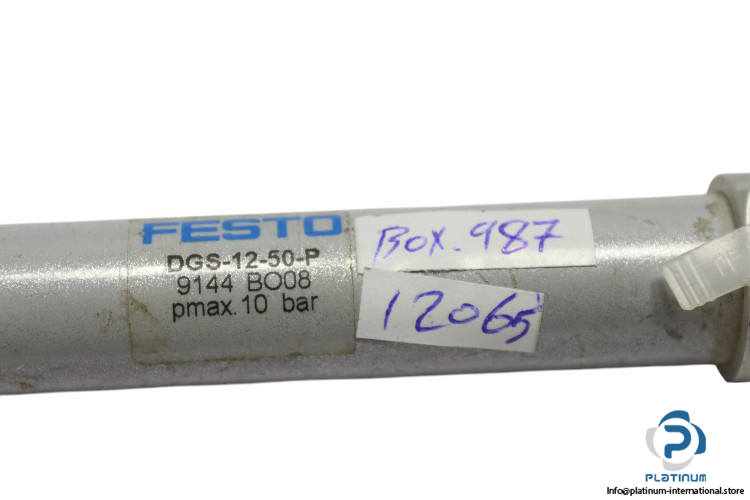 FESTO
DGS-12-50-P
9144 BO08
pmax. 10 bar
Box. 987
12065
PLATINUM
Info@platinum-international.store